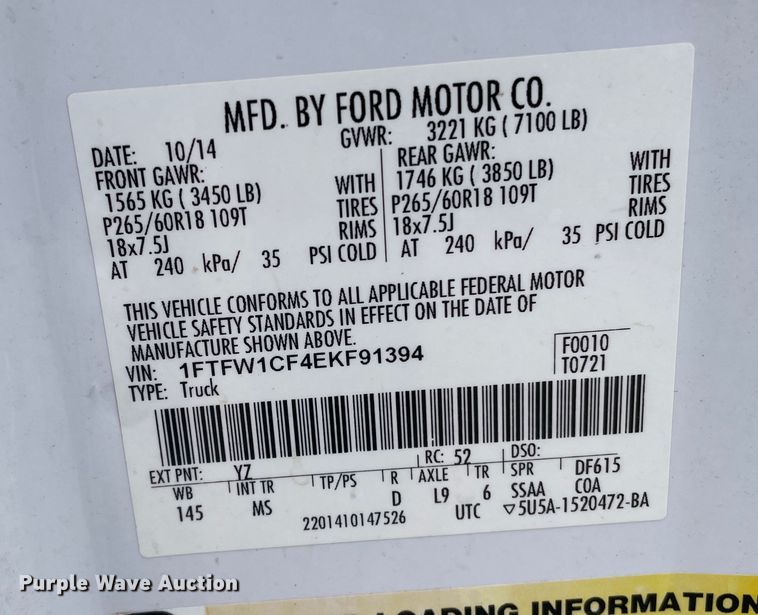 MFD. BY FORD MOTOR CO.
DATE: 10/14 GVWR: 3221 KG ( 7100 LB)
FRONT GAWR: REAR GAWR:
1565 KG ( 3450 LB) WITH 1746 KG ( 3850 LB) WITH
P265/60R18 109T TIRES P265/60R18 109T TIRES
18x7.5J RIMS 18x7.5J RIMS
AT 240 kPa/ 35 PSI COLD AT 240 kPa/ 35 PSI COLD
THIS VEHICLE CONFORMS TO ALL APPLICABLE FEDERAL MOTOR
VEHICLE SAFETY STANDARDS IN EFFECT ON THE DATE OF
MANUFACTURE SHOWN ABOVE.
VIN: 1FTFW1CF4EKF91394 F0010
TYPE: Truck T0721
EXT PNT: YZ RC: 52 DSO:
WB INT TR TP/PS R AXLE TR SPR DF615
145 MS D L9 6 SSAA COA
2201410147526 UTC ▽5U5A-1520472-BA
Purple Wave Auction
LOADING INFORMATION